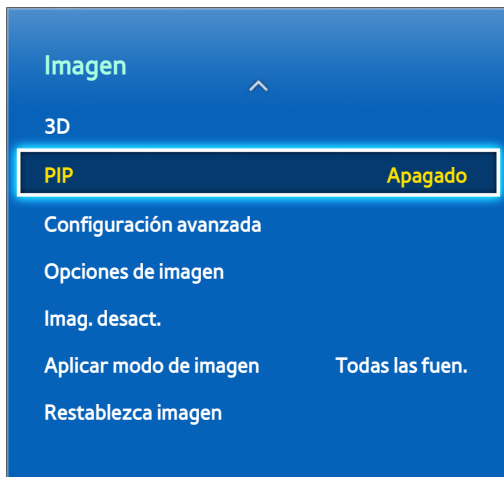 Imagen
3D
PIP Apagado
Configuración avanzada
Opciones de imagen
Imag. desact.
Aplicar modo de imagen Todas las fuen.
Restablezca imagen